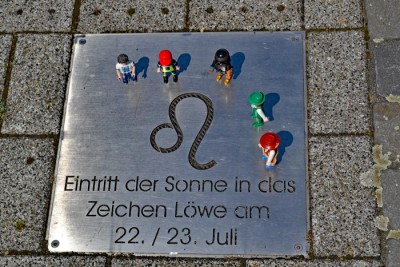 Eintritt der Sonne in das
Zeichen Löwe am
22. / 23. Juli